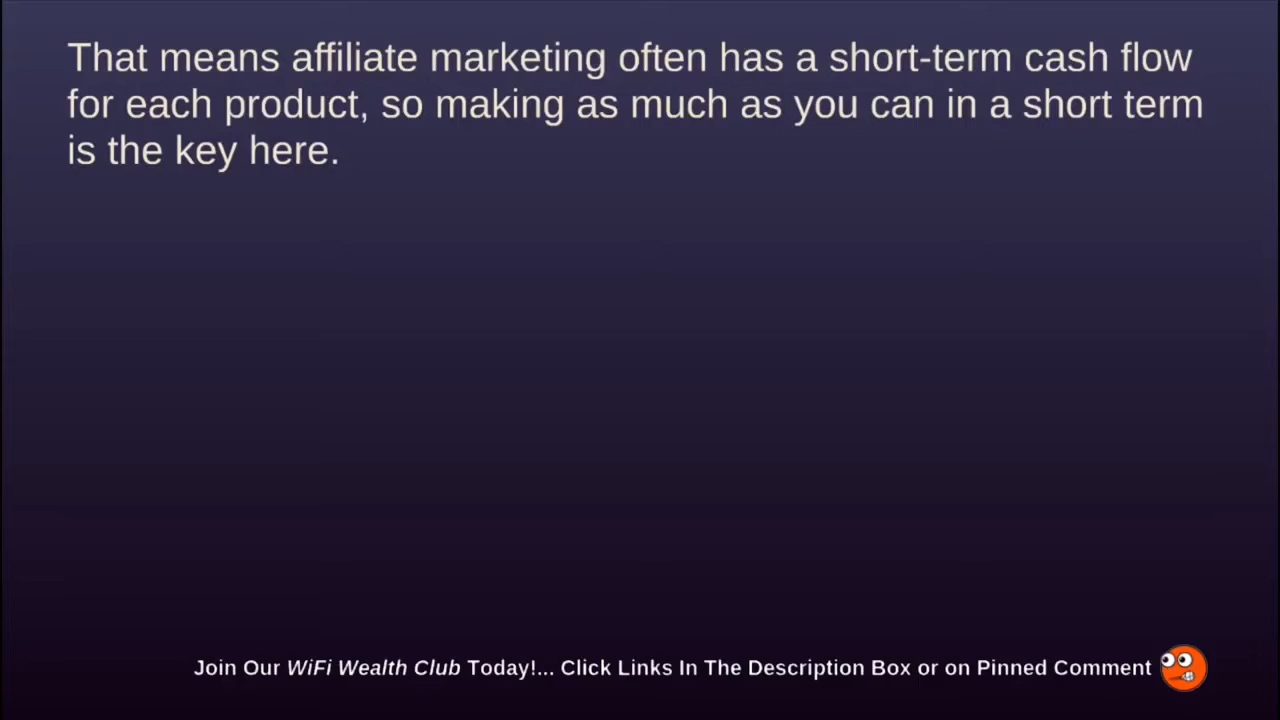 That means affiliate marketing often has a short-term cash flow
for each product, so making as much as you can in a short term
is the key here.
Join Our WiFi Wealth Club Today!... Click Links In The Description Box or on Pinned Comment